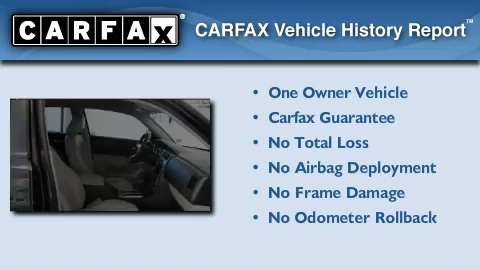 CARFAX® CARFAX Vehicle History Report™
• One Owner Vehicle
• Carfax Guarantee
• No Total Loss
• No Airbag Deployment
• No Frame Damage
• No Odometer Rollback